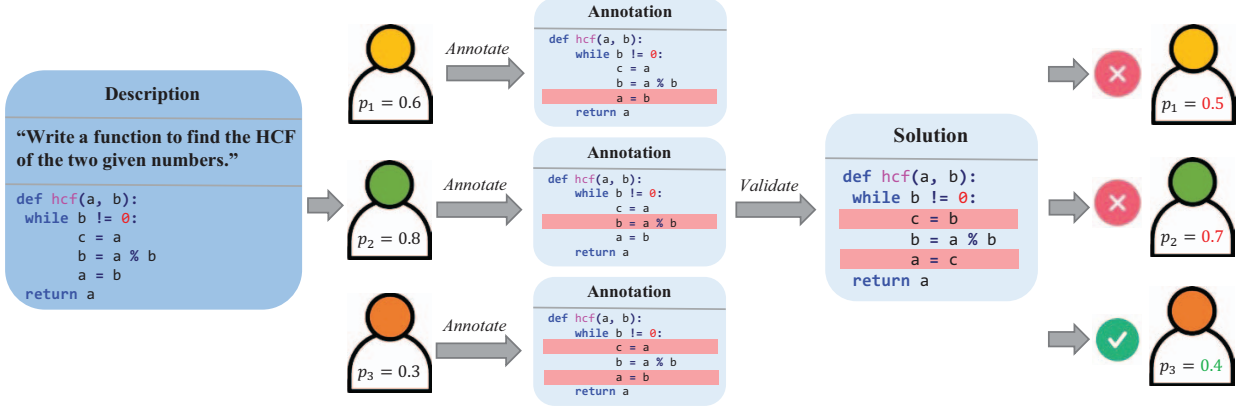 Description
“Write a function to find the HCF
of the two given numbers.”
def hcf(a, b):
while b != 0:
c = a
b = a % b
a = b
return a
p₁ = 0.6
Annotate
Annotation
def hcf(a, b):
while b != 0:
c = a
b = a % b
a = b
return a
p₂ = 0.8
Annotate
Annotation
def hcf(a, b):
while b != 0:
c = a
b = a % b
a = b
return a
p₃ = 0.3
Annotate
Annotation
def hcf(a, b):
while b != 0:
c = a
b = a % b
a = b
return a
Validate
Solution
def hcf(a, b):
while b != 0:
c = b
b = a % b
a = c
return a
p₁ = 0.5
p₂ = 0.7
p₃ = 0.4